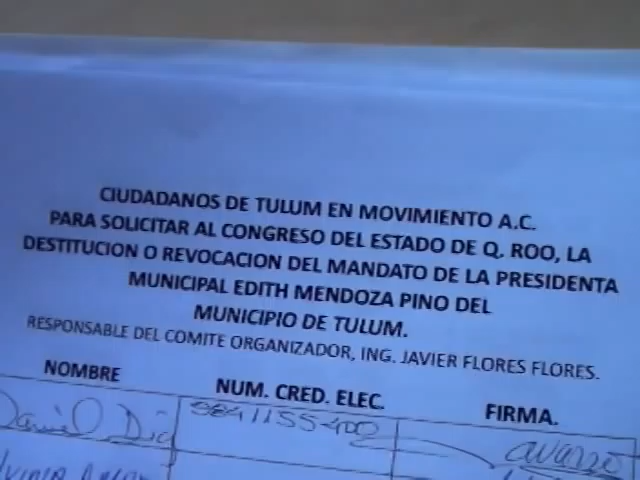 CIUDADANOS DE TULUM EN MOVIMIENTO A.C.
PARA SOLICITAR AL CONGRESO DEL ESTADO DE Q. ROO, LA
DESTITUCION O REVOCACION DEL MANDATO DE LA PRESIDENTA
MUNICIPAL EDITH MENDOZA PINO DEL
MUNICIPIO DE TULUM.
RESPONSABLE DEL COMITE ORGANIZADOR, ING. JAVIER FLORES FLORES.
NOMBRE NUM. CRED. ELEC. FIRMA.
Daniel